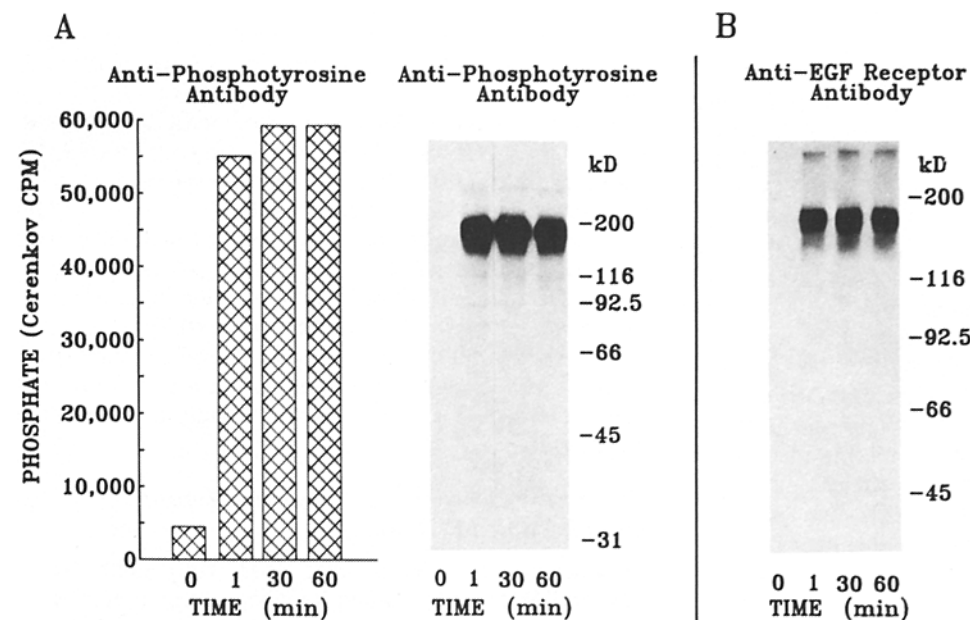 A
Anti-Phosphotyrosine
Antibody
PHOSPHATE (Cerenkov CPM)
60,000
50,000
40,000
30,000
20,000
10,000
0
0 1 30 60
TIME (min)
Anti-Phosphotyrosine
Antibody
kD
-200
-116
-92.5
-66
-45
-31
0 1 30 60
TIME (min)
B
Anti-EGF Receptor
Antibody
kD
-200
-116
-92.5
-66
-45
0 1 30 60
TIME (min)